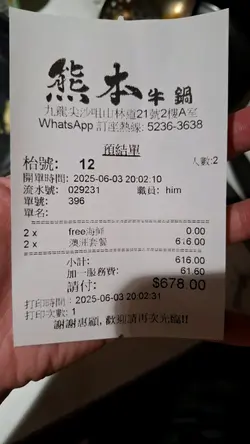 熊本牛鍋
九龍尖沙咀山林道21號2樓A室
WhatsApp 訂座熱線: 5236-3638
預結單
枱號: 12 人數:2
開單時間: 2025-06-03 20:02:10
流水號: 029231 職員: him
單號: 396
單名:
2 x free海鮮 0.00
2 x 澳洲套餐 616.00
小計: 616.00
加一服務費: 61.60
請付: $678.00
打印時間: 2025-06-03 20:02:31
打印次數: 1
謝謝惠顧, 歡迎請再次光臨!!